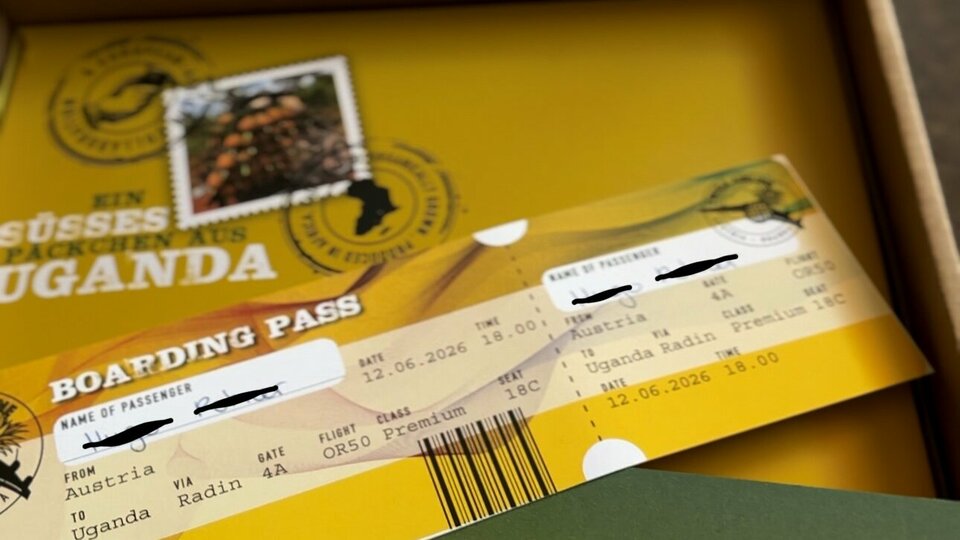 EIN
SÜSSES
PÄCKCHEN AUS
UGANDA
BOARDING PASS
NAME OF PASSENGER
DATE
12.06.2026
TIME
18.00
FROM
Austria
VIA
Radin
GATE
4A
FLIGHT
OR50
CLASS
Premium
SEAT
18C
TO
Uganda
NAME OF PASSENGER
FROM
Austria
GATE
4A
FLIGHT
OR50
TO
Uganda
VIA
Radin
CLASS
Premium
SEAT
18C
DATE
12.06.2026
TIME
18.00